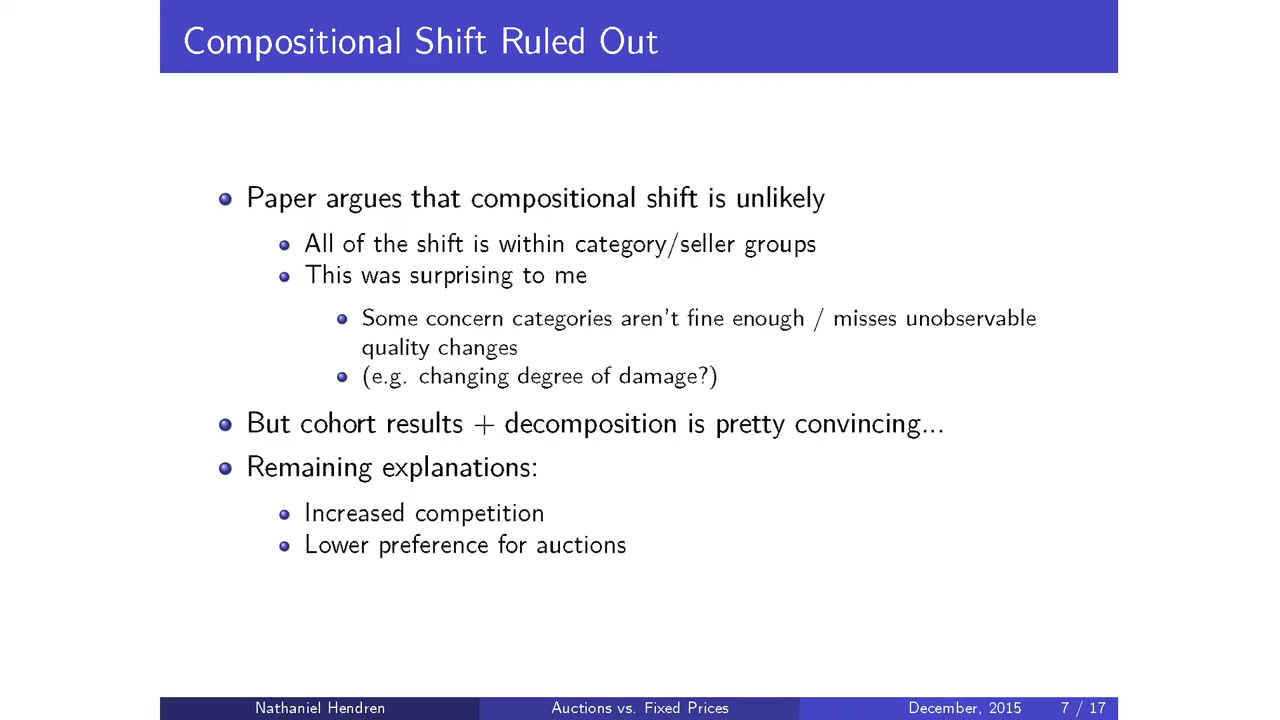 Compositional Shift Ruled Out
Paper argues that compositional shift is unlikely
All of the shift is within category/seller groups
This was surprising to me
Some concern categories aren't fine enough / misses unobservable
quality changes
(e.g. changing degree of damage?)
But cohort results + decomposition is pretty convincing...
Remaining explanations:
Increased competition
Lower preference for auctions
Nathaniel Hendren Auctions vs. Fixed Prices December, 2015 7 / 17